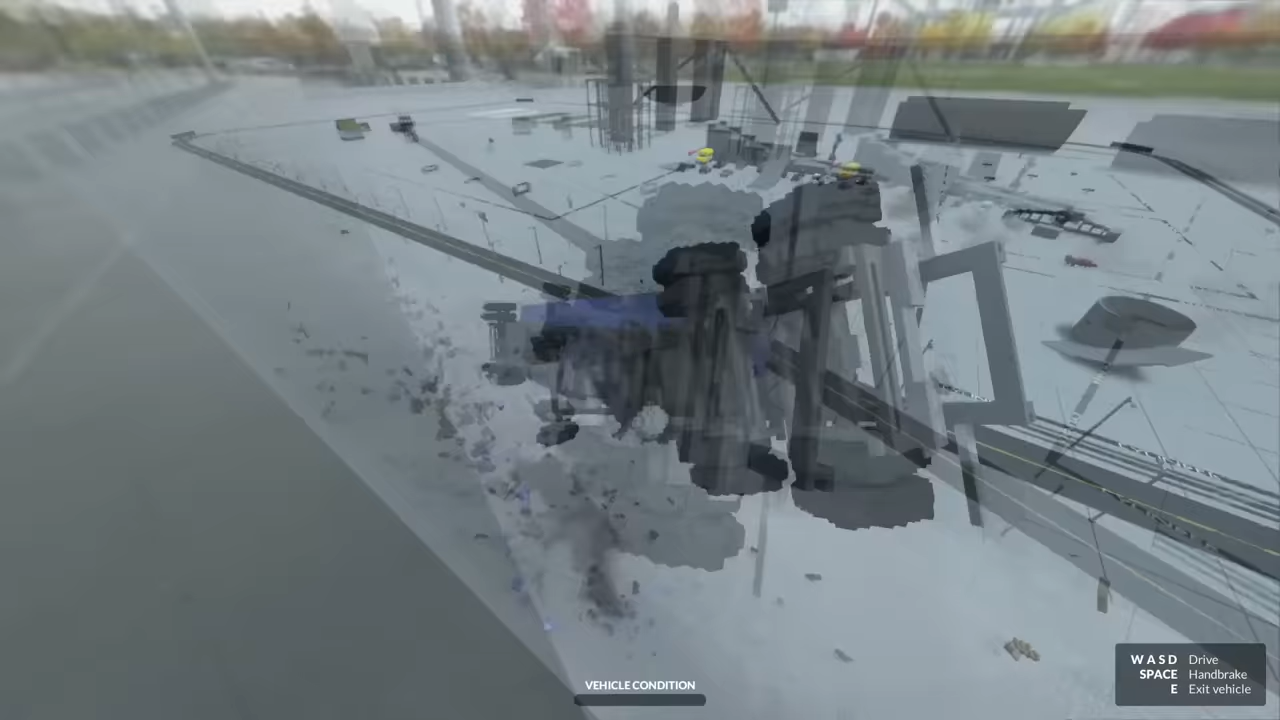 W A S D Drive
SPACE Handbrake
E Exit vehicle
VEHICLE CONDITION